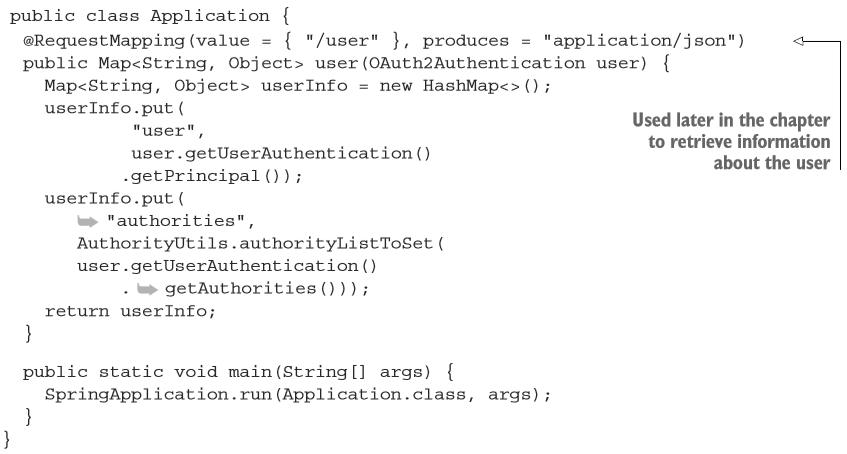 public class Application {
@RequestMapping(value = { "/user" }, produces = "application/json")
public Map<String, Object> user(OAuth2Authentication user) {
Map<String, Object> userInfo = new HashMap<>();
userInfo.put(
"user",
user.getUserAuthentication()
.getPrincipal());
userInfo.put(
"authorities",
AuthorityUtils.authorityListToSet(
user.getUserAuthentication()
. getAuthorities()));
return userInfo;
}
public static void main(String[] args) {
SpringApplication.run(Application.class, args);
}
}
Used later in the chapter
to retrieve information
about the user